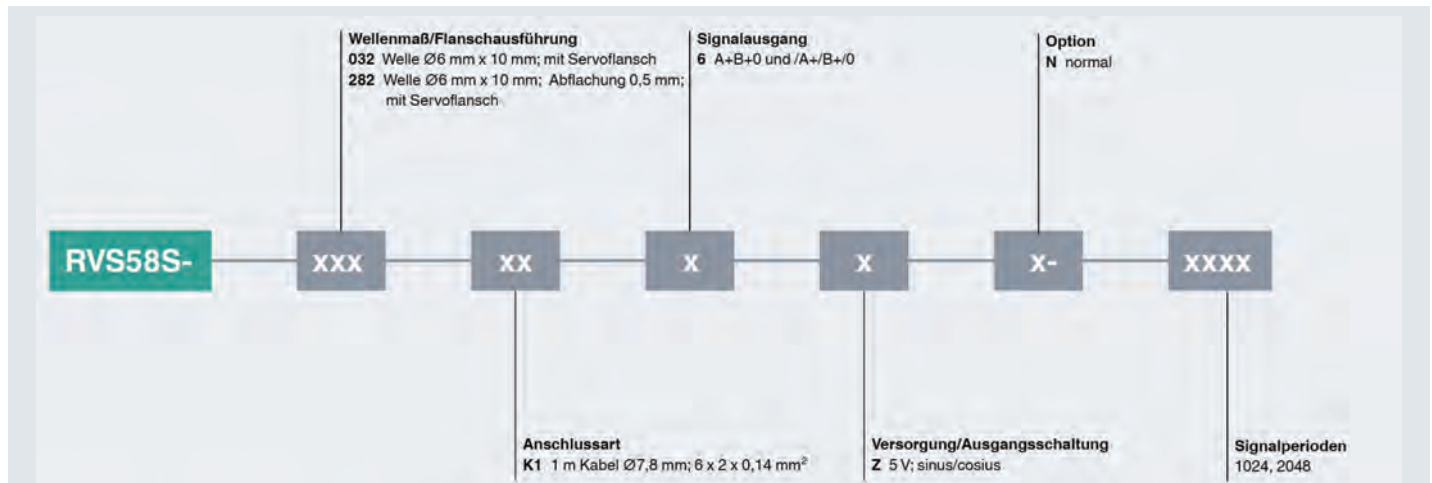 Wellenmaß/Flanschausführung
032 Welle Ø6 mm x 10 mm; mit Servoflansch
282 Welle Ø6 mm x 10 mm; Abflachung 0,5 mm;
mit Servoflansch
Signalausgang
6 A+B+0 und /A+/B+/0
Option
N normal
RVS58S- xxx xx x x x- xxxx
Anschlussart
K1 1 m Kabel Ø7,8 mm; 6 x 2 x 0,14 mm²
Versorgung/Ausgangsschaltung
Z 5 V; sinus/cosius
Signalperioden
1024, 2048